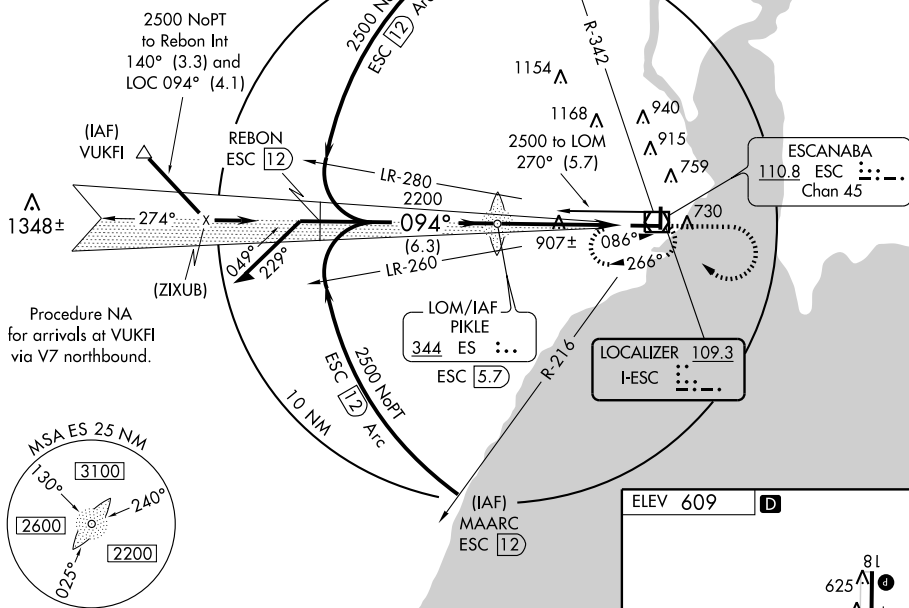 2500 NoPT
to Rebon Int
140° (3.3) and
LOC 094° (4.1)
2500 NoPT
ESC 12 Arc
R-342
1154
1168
940
915
759
2500 to LOM
270° (5.7)
(IAF)
VUKFI
REBON
ESC 12
ESCANABA
110.8 ESC
Chan 45
LR-280
2200
1348±
274°
X
094°
(6.3)
907±
086°
730
266°
049°
229°
LR-260
(ZIXUB)
Procedure NA
for arrivals at VUKFI
via V7 northbound.
LOM/IAF
PIKLE
344 ES
ESC 5.7
R-216
LOCALIZER 109.3
I-ESC
2500 NoPT
ESC 12 Arc
10 NM
MSA ES 25 NM
130°
3100
240°
2600
2200
025°
(IAF)
MAARC
ESC 12
ELEV 609 D
18
625
P